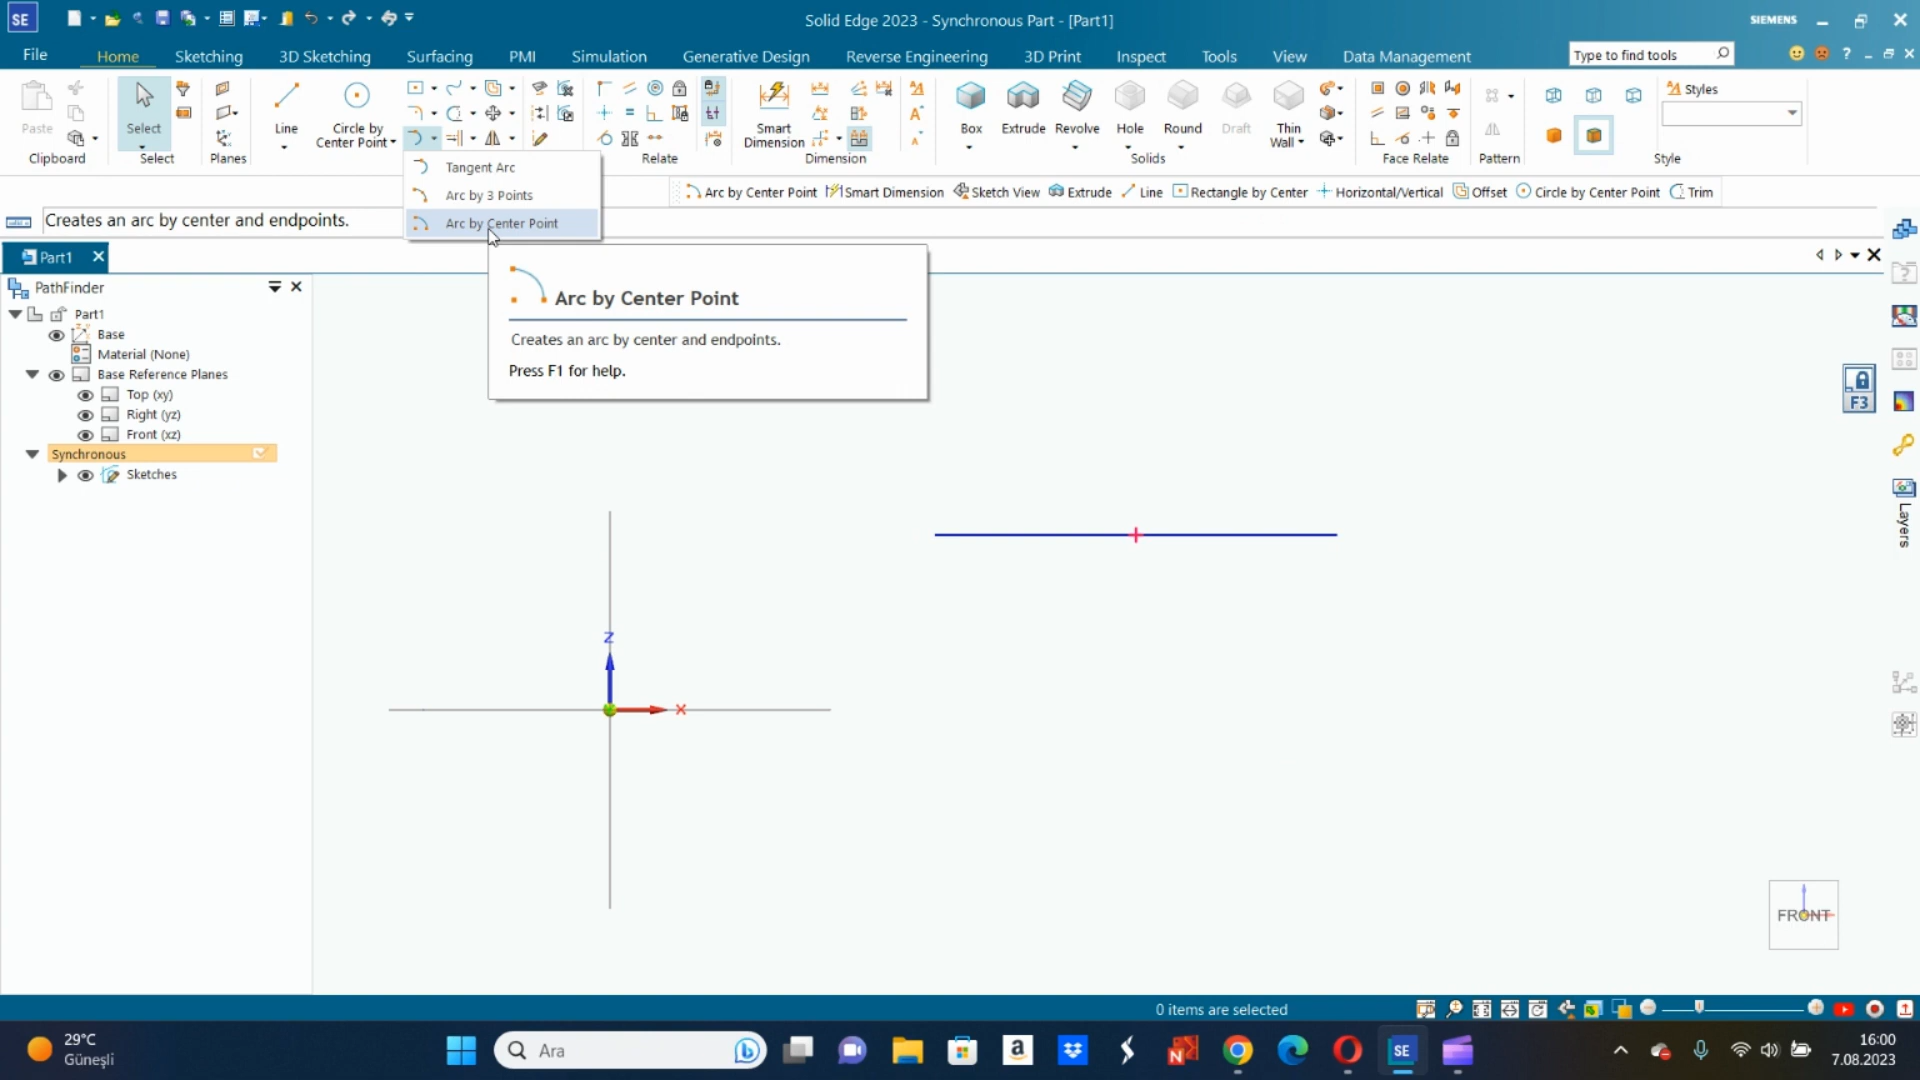 SE
Solid Edge 2023 - Synchronous Part - [Part1]
SIEMENS
File
Home
Sketching
3D Sketching
Surfacing
PMI
Simulation
Generative Design
Reverse Engineering
3D Print
Inspect
Tools
View
Data Management
Type to find tools
Paste
Clipboard
Select
Select
Planes
Line
Circle by
Center Point
Relate
Smart
Dimension
Dimension
Box
Extrude
Revolve
Hole
Round
Draft
Thin
Wall
Solids
Face Relate
Pattern
Style
Styles
Tangent Arc
Arc by 3 Points
Arc by Center Point
Arc by Center Point
Smart Dimension
Sketch View
Extrude
Line
Rectangle by Center
Horizontal/Vertical
Offset
Circle by Center Point
Trim
Creates an arc by center and endpoints.
Part1
PathFinder
Part1
Base
Material (None)
Base Reference Planes
Top (xy)
Right (yz)
Front (xz)
Synchronous
Sketches
Arc by Center Point
Creates an arc by center and endpoints.
Press F1 for help.
F3
Layers
Z
X
FRONT
0 items are selected
29°C
Güneşli
Ara
SE
16:00
7.08.2023